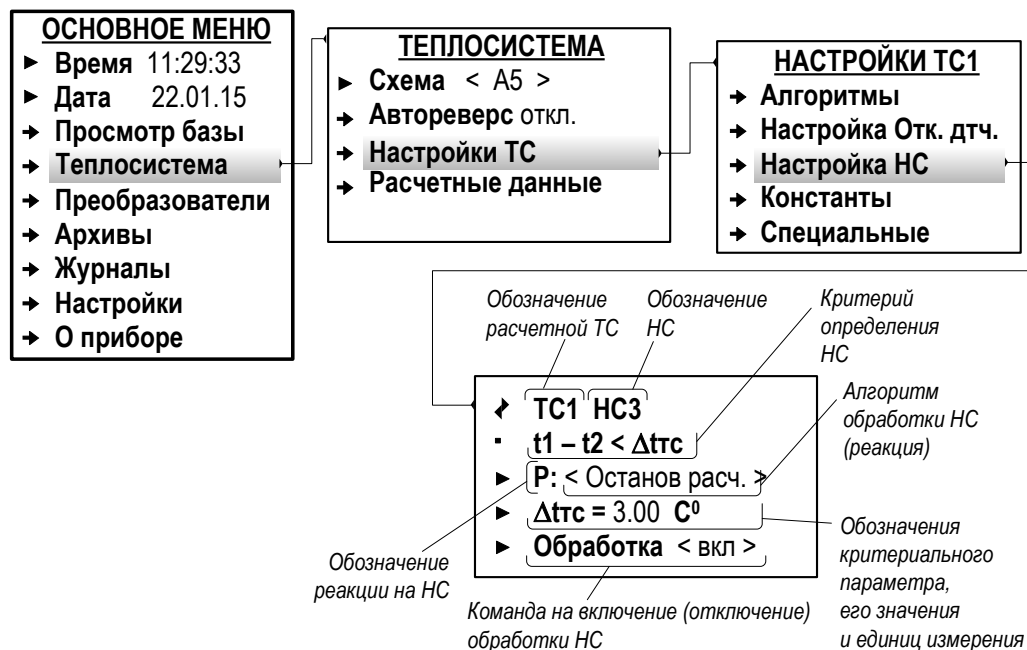 ОСНОВНОЕ МЕНЮ
Время 11:29:33
Дата 22.01.15
Просмотр базы
Теплосистема
Преобразователи
Архивы
Журналы
Настройки
О приборе
ТЕПЛОСИСТЕМА
Схема < А5 >
Автореверс откл.
Настройки ТС
Расчетные данные
НАСТРОЙКИ ТС1
Алгоритмы
Настройка Отк. дтч.
Настройка НС
Константы
Специальные
Обозначение
расчетной ТС
Обозначение
НС
Критерий
определения
НС
ТС1 НС3
t1 – t2 < Δtтс
Р: < Останов расч. >
Δtтс = 3.00 С⁰
Обработка < вкл >
Алгоритм
обработки НС
(реакция)
Обозначение
реакции на НС
Команда на включение (отключение)
обработки НС
Обозначения
критериального
параметра,
его значения
и единиц измерения